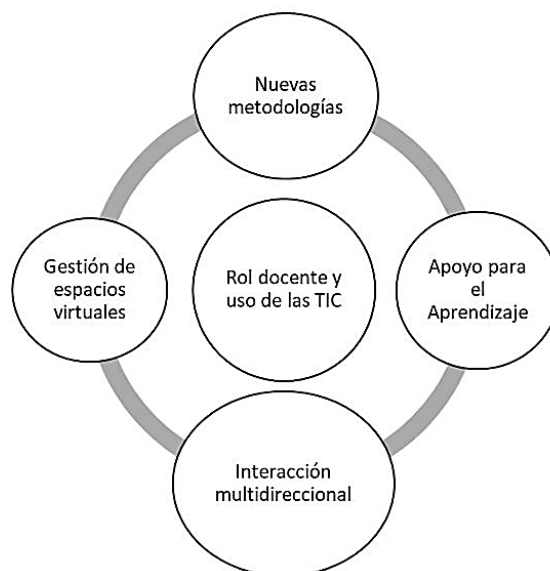 Nuevas
metodologías
Gestión de
espacios
virtuales
Rol docente y
uso de las TIC
Apoyo para
el
Aprendizaje
Interacción
multidireccional